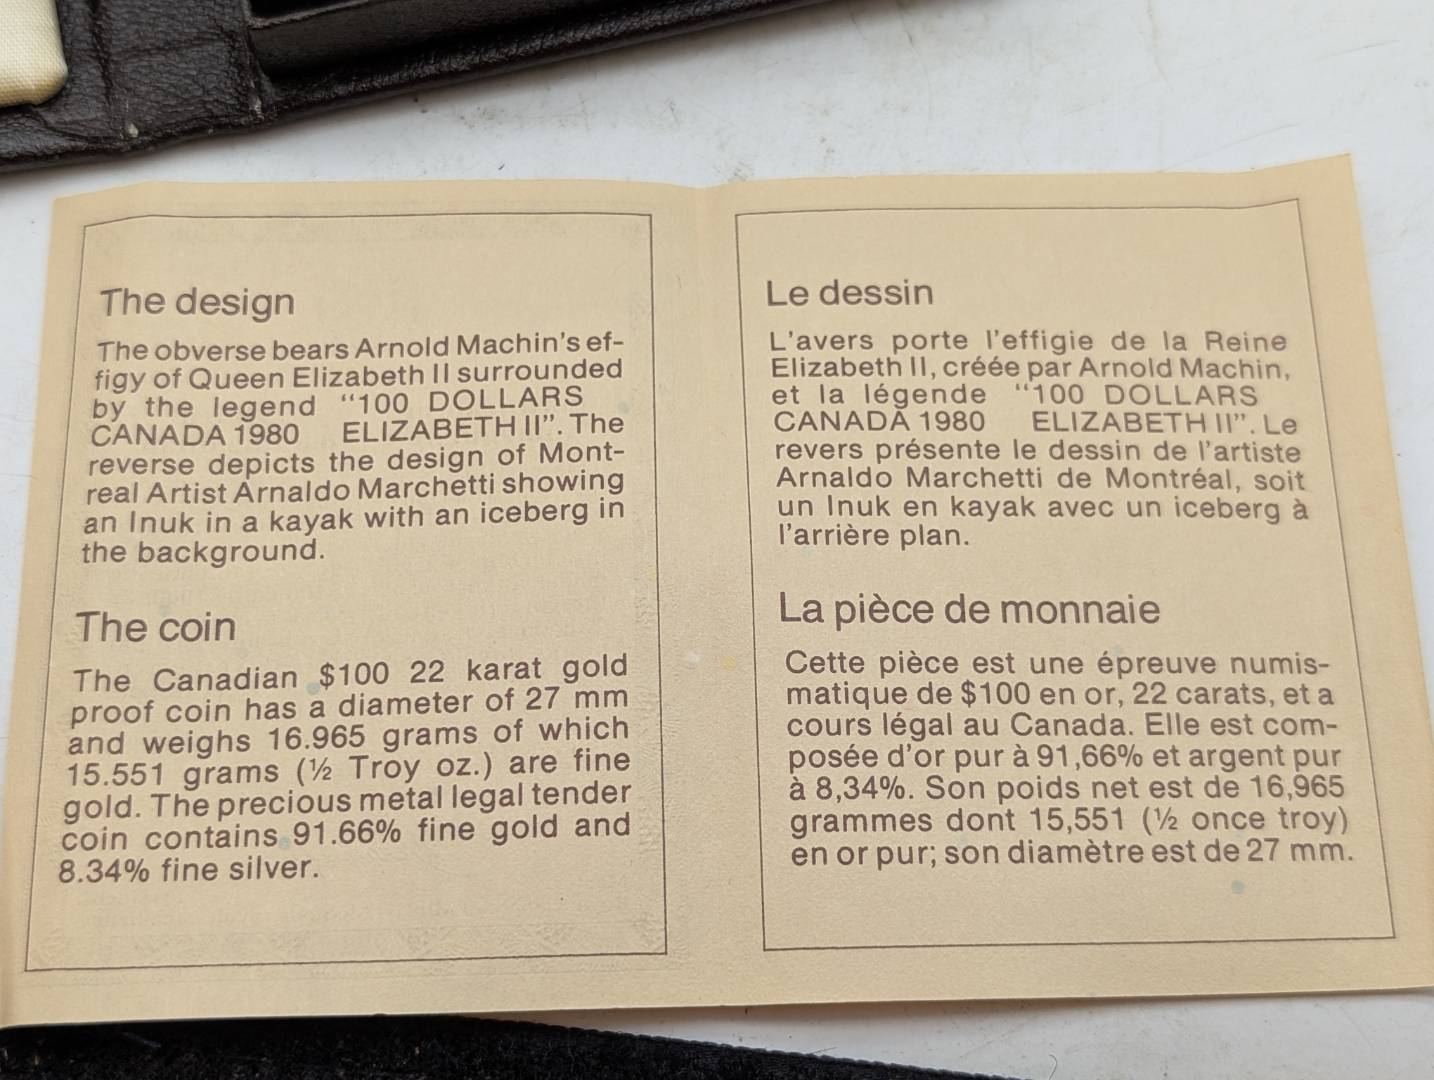 The design
The obverse bears Arnold Machin's ef-
figy of Queen Elizabeth II surrounded
by the legend “100 DOLLARS
CANADA 1980 ELIZABETH II”. The
reverse depicts the design of Mont-
real Artist Arnaldo Marchetti showing
an Inuk in a kayak with an iceberg in
the background.
The coin
The Canadian $100 22 karat gold
proof coin has a diameter of 27 mm
and weighs 16.965 grams of which
15.551 grams (½ Troy oz.) are fine
gold. The precious metal legal tender
coin contains 91.66% fine gold and
8.34% fine silver.
Le dessin
L'avers porte l'effigie de la Reine
Elizabeth II, créée par Arnold Machin,
et la légende “100 DOLLARS
CANADA 1980 ELIZABETH II”. Le
revers présente le dessin de l'artiste
Arnaldo Marchetti de Montréal, soit
un Inuk en kayak avec un iceberg à
l'arrière plan.
La pièce de monnaie
Cette pièce est une épreuve numis-
matique de $100 en or, 22 carats, et a
cours légal au Canada. Elle est com-
posée d'or pur à 91,66% et argent pur
à 8,34%. Son poids net est de 16,965
grammes dont 15,551 (½ once troy)
en or pur; son diamètre est de 27 mm.